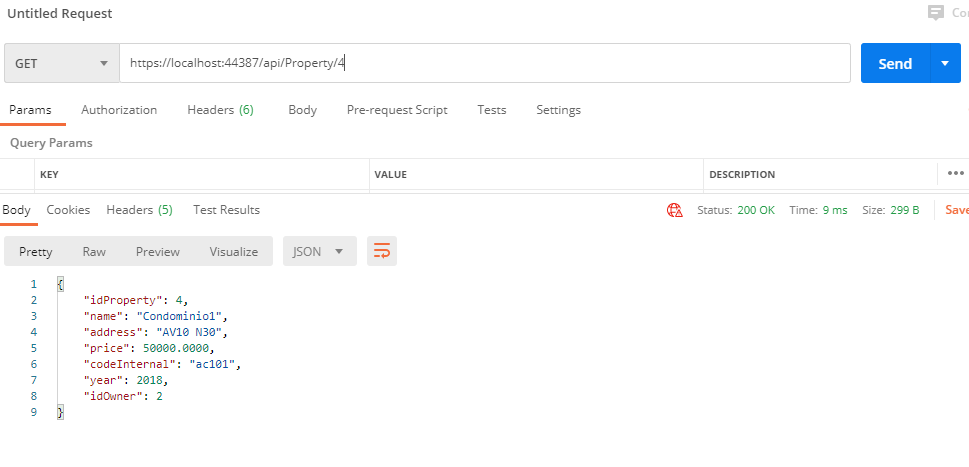 Untitled Request
Co
GET https://localhost:44387/api/Property/4 Send
Params Authorization Headers (6) Body Pre-request Script Tests Settings
Query Params
KEY VALUE DESCRIPTION
Body Cookies Headers (5) Test Results Status: 200 OK Time: 9 ms Size: 299 B Save
Pretty Raw Preview Visualize JSON
1 {
2 "idProperty": 4,
3 "name": "Condominio1",
4 "address": "AV10 N30",
5 "price": 50000.0000,
6 "codeInternal": "ac101",
7 "year": 2018,
8 "idOwner": 2
9 }